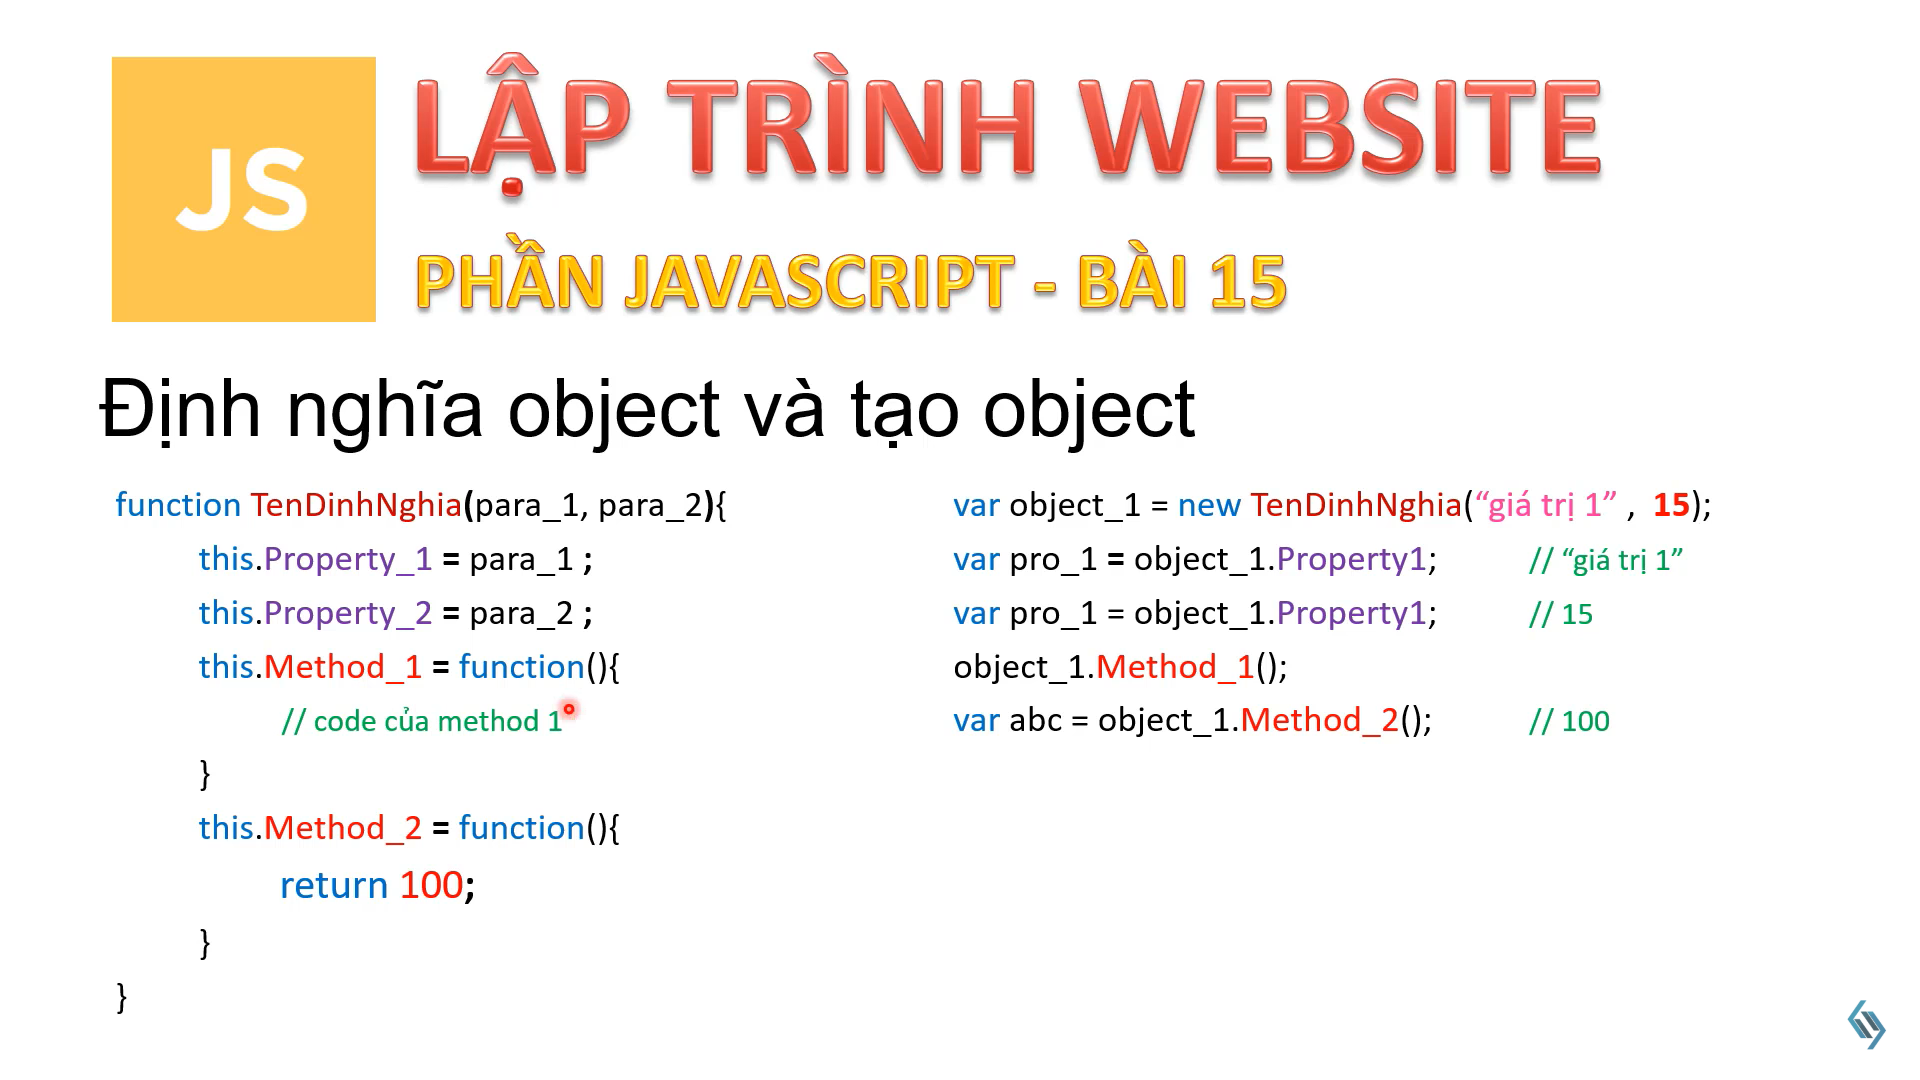 JS
LẬP TRÌNH WEBSITE
PHẦN JAVASCRIPT - BÀI 15
Định nghĩa object và tạo object
function TenDinhNghia(para_1, para_2){
this.Property_1 = para_1 ;
this.Property_2 = para_2 ;
this.Method_1 = function(){
// code của method 1
}
this.Method_2 = function(){
return 100;
}
}
var object_1 = new TenDinhNghia(“giá trị 1” , 15);
var pro_1 = object_1.Property1; // “giá trị 1”
var pro_1 = object_1.Property1; // 15
object_1.Method_1();
var abc = object_1.Method_2(); // 100